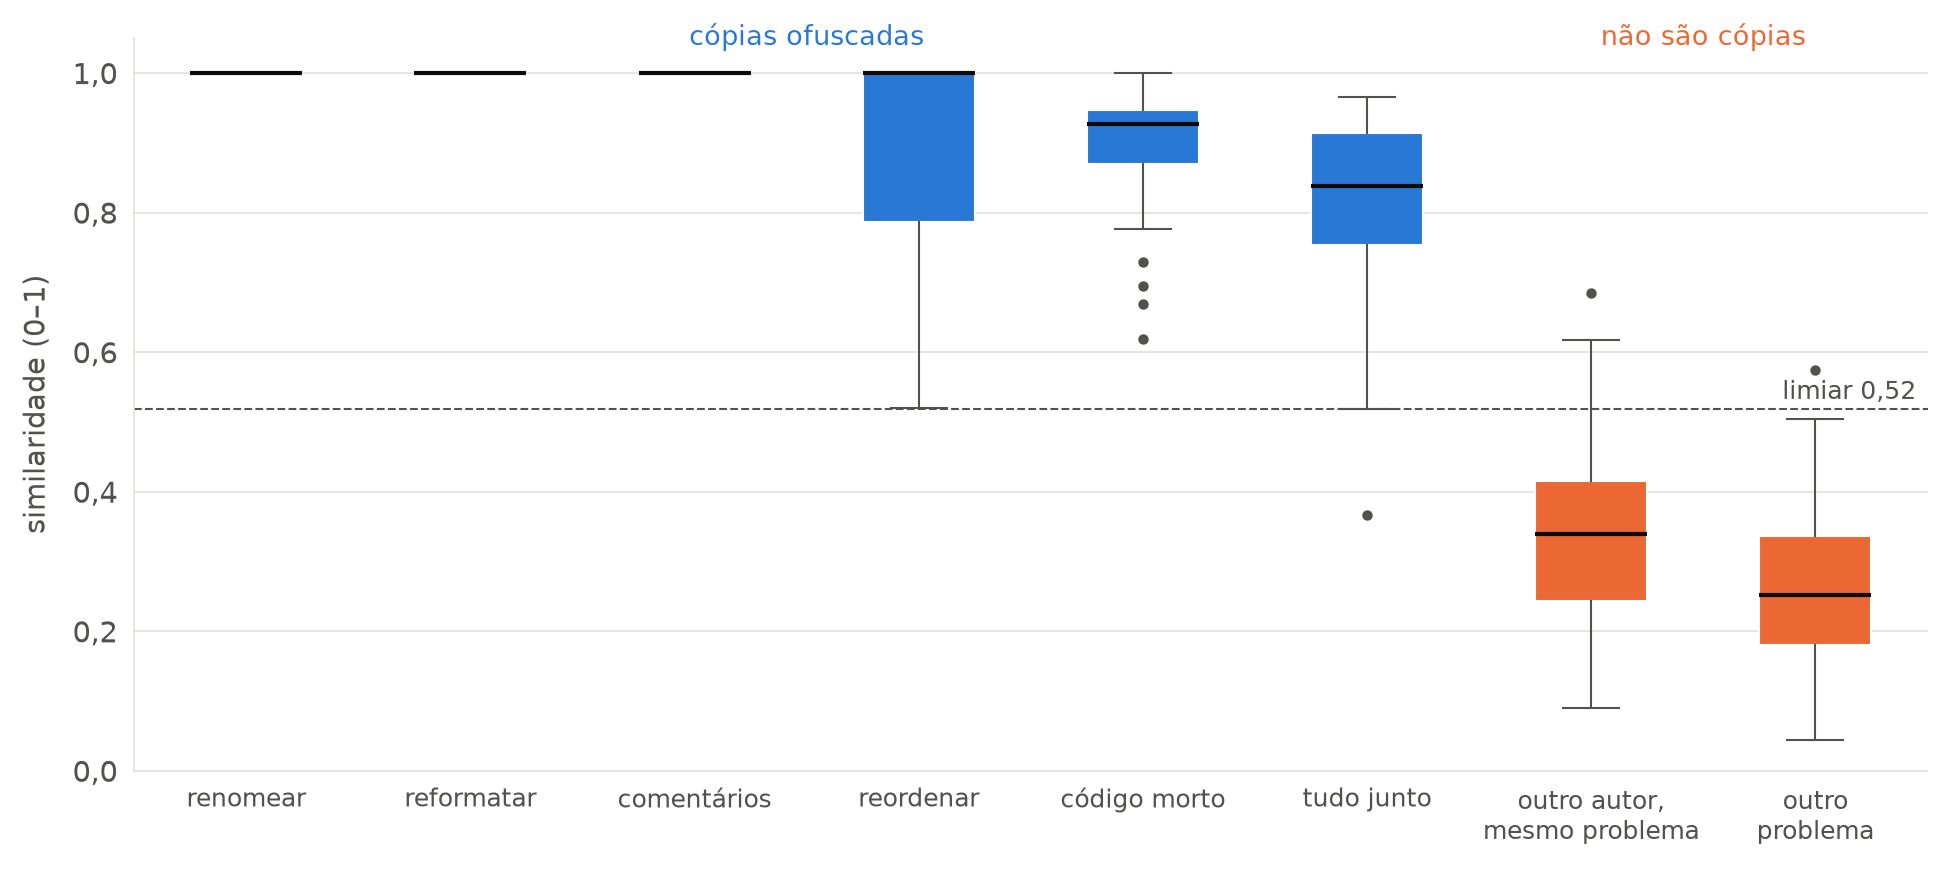 cópias ofuscadas
não são cópias
similaridade (0–1)
1,0
0,8
0,6
0,4
0,2
0,0
limiar 0,52
renomear
reformatar
comentários
reordenar
código morto
tudo junto
outro autor,
mesmo problema
outro
problema